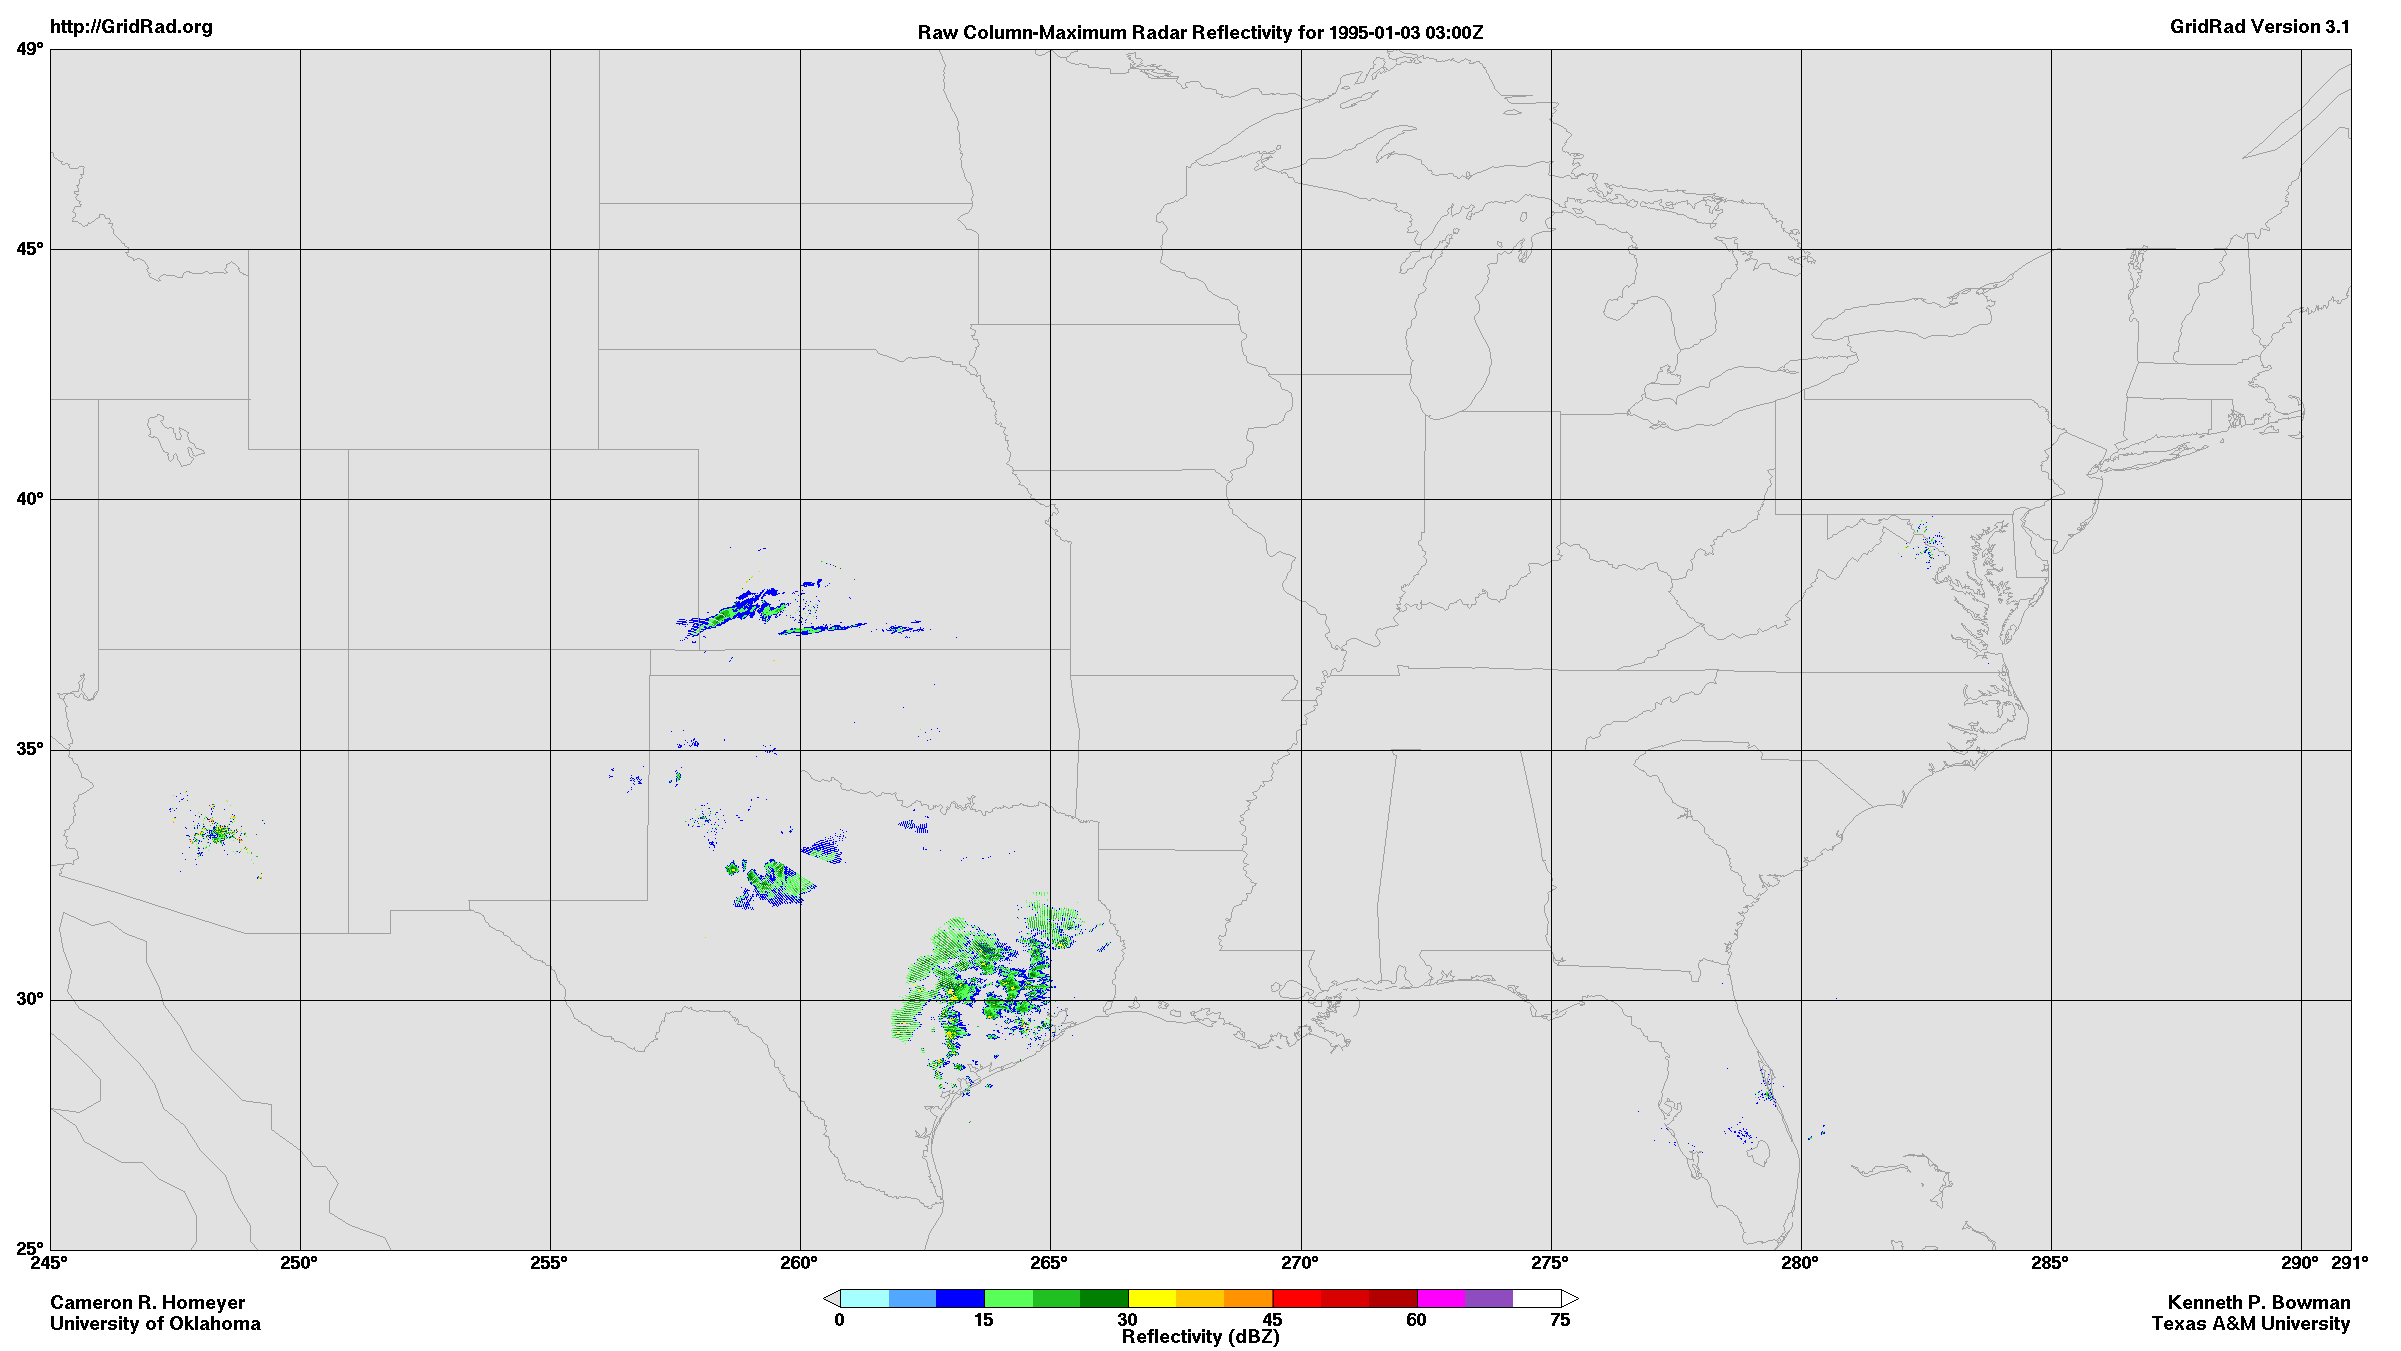 http://GridRad.org
Raw Column-Maximum Radar Reflectivity for 1995-01-03 03:00Z
GridRad Version 3.1
49°
45°
40°
35°
30°
25°
245° 250° 255° 260° 265° 270° 275° 280° 285° 290° 291°
Cameron R. Homeyer
University of Oklahoma
0 15 30 45 60 75
Reflectivity (dBZ)
Kenneth P. Bowman
Texas A&M University